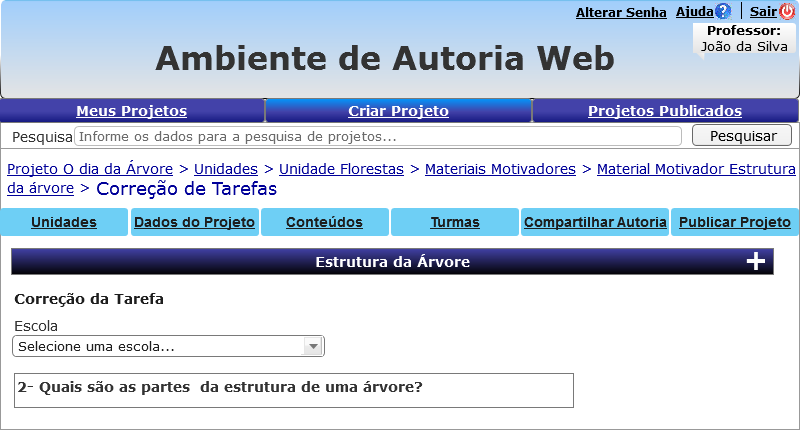 Alterar Senha Ajuda? Sair
Professor:
João da Silva
Ambiente de Autoria Web
Meus Projetos Criar Projeto Projetos Publicados
Pesquisa Informe os dados para a pesquisa de projetos... Pesquisar
Projeto O dia da Árvore > Unidades > Unidade Florestas > Materiais Motivadores > Material Motivador Estrutura
da árvore > Correção de Tarefas
Unidades Dados do Projeto Conteúdos Turmas Compartilhar Autoria Publicar Projeto
Estrutura da Árvore +
Correção da Tarefa
Escola
Selecione uma escola...
2- Quais são as partes  da estrutura de uma árvore?